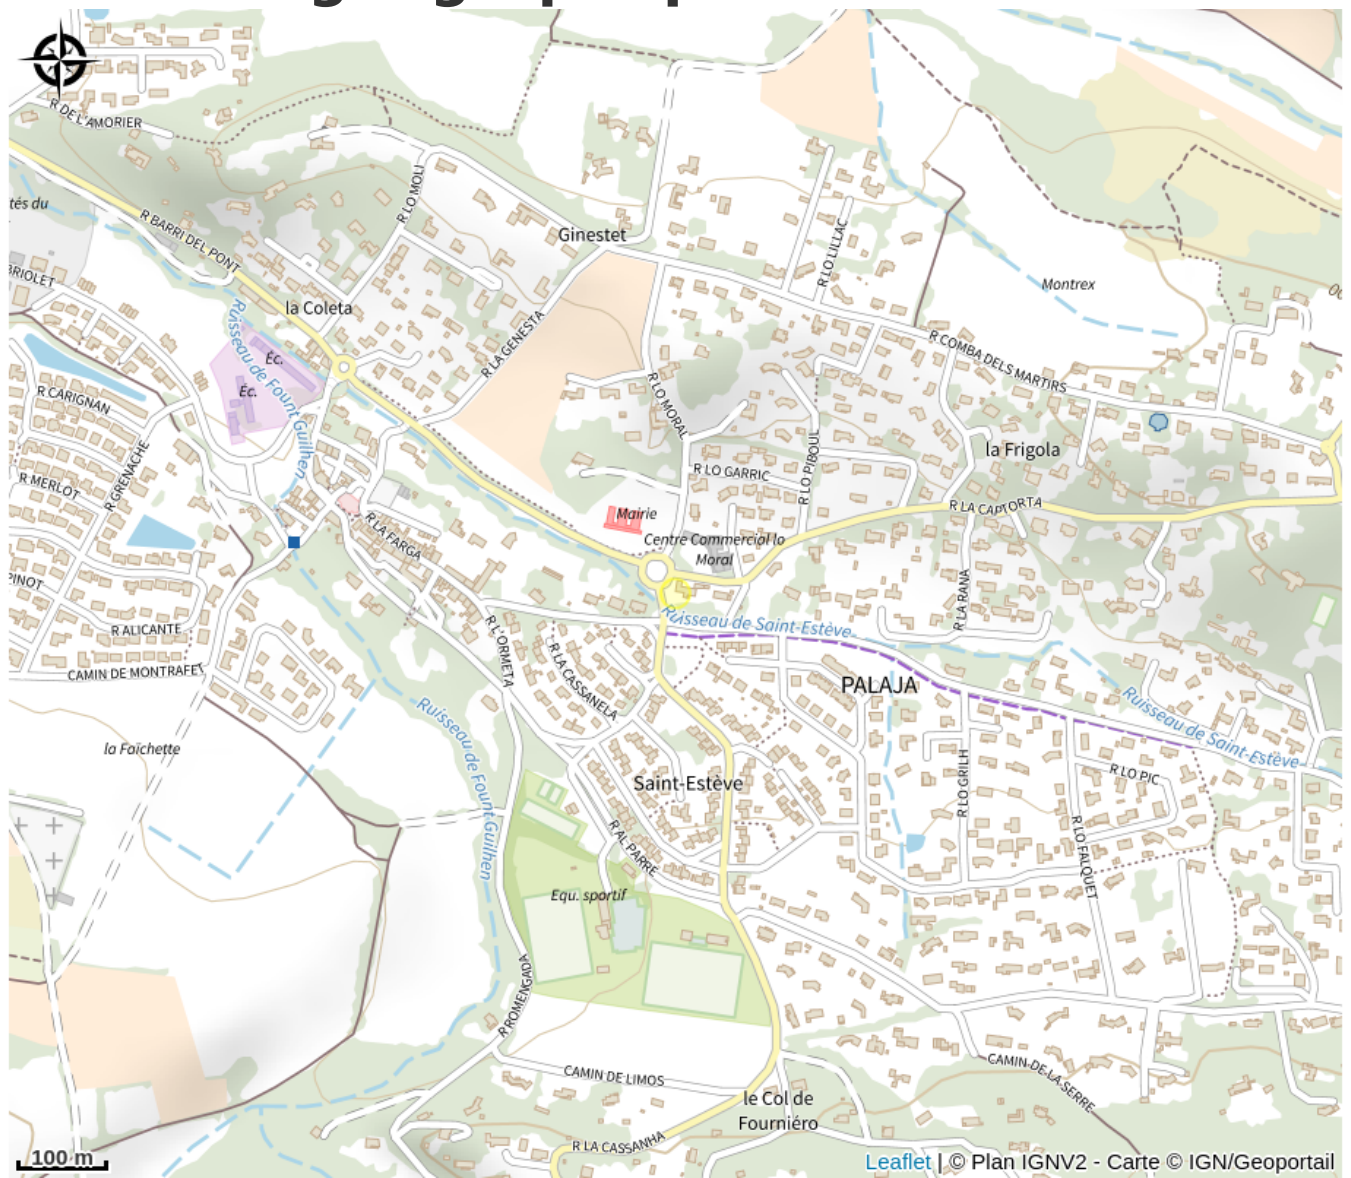 R DE L'AMORIER
tés du
R BARRI DEL PONT
R LO MOLI
Ginestet
R LO LILLAC
Montrex
BRIOLET
la Coleta
Ruisseau de Fount Guilhen
R LA GENESTA
R COMBA DELS MARTIRS
Éc.
Éc.
R CARIGNAN
R LO MORAL
la Frigola
R GRENACHE
R MERLOT
R LO GARRIC
R LO PIBOUL
R LA CAPTORTA
Mairie
R LA FARGA
Centre Commercial lo
Moral
PINOT
R LA RANA
R ALICANTE
Ruisseau de Saint-Estève
R L'ORMETA
R LA CASSANELA
CAMIN DE MONTRAFET
PALAJA
Ruisseau de Fount Guilhen
Ruisseau de Saint-Estève
la Faïchette
Saint-Estève
R LO GRILH
R LO PIC
R AL PARRE
R LO FALQUET
Equ. sportif
R ROMENGADA
CAMIN DE LIMOS
CAMIN DE LA SERRE
le Col de
Fourniéro
R LA CASSANHA
100 m
Leaflet | © Plan IGNV2 - Carte © IGN/Geoportail